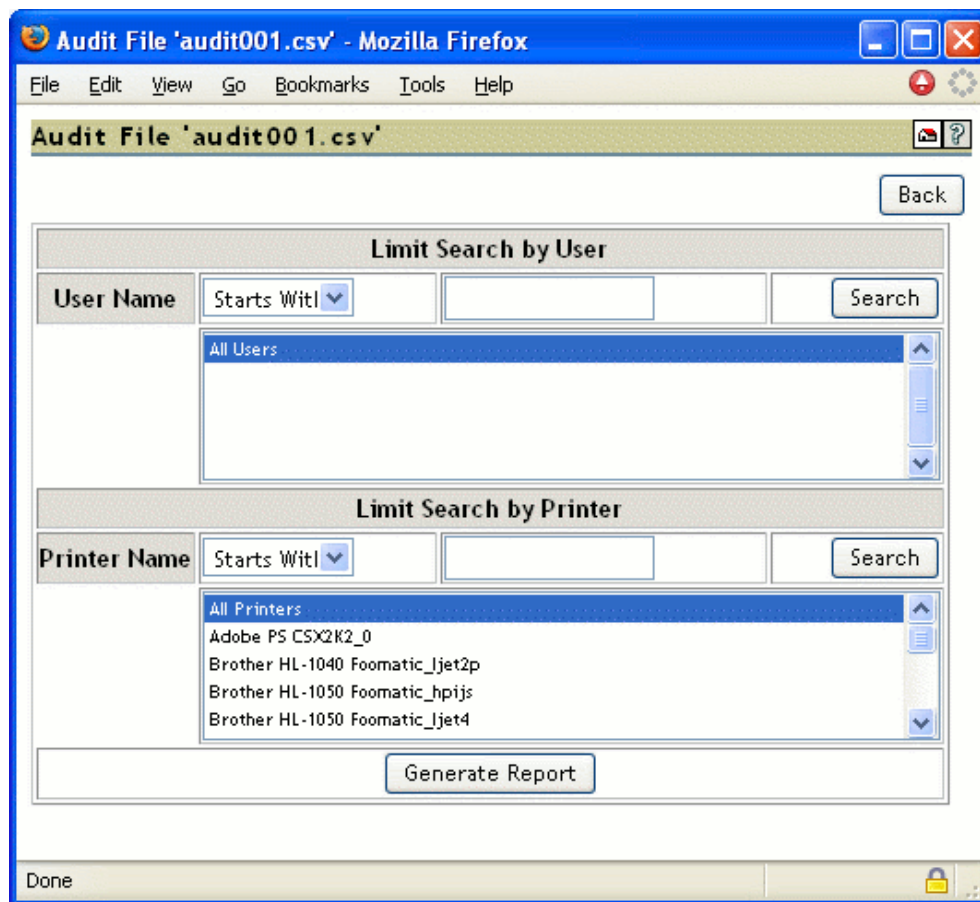 Audit File 'audit001.csv' - Mozilla Firefox
File Edit View Go Bookmarks Tools Help
Audit File 'audit001.csv'
Back
Limit Search by User
User Name Starts Witl Search
All Users
Limit Search by Printer
Printer Name Starts Witl Search
All Printers
Adobe PS CSX2K2_0
Brother HL-1040 Foomatic_ljet2p
Brother HL-1050 Foomatic_hpijs
Brother HL-1050 Foomatic_ljet4
Generate Report
Done